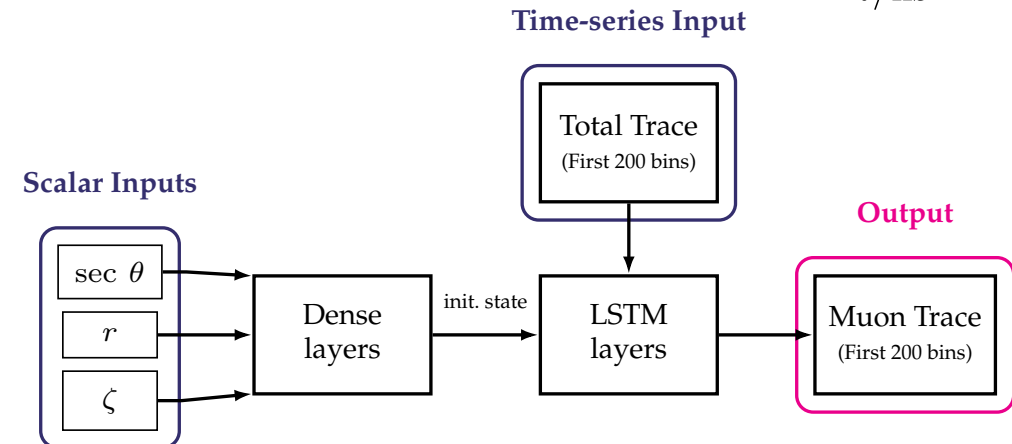 Time-series Input
Total Trace
(First 200 bins)
Scalar Inputs
sec θ
r
ζ
Dense
layers
init. state
LSTM
layers
Output
Muon Trace
(First 200 bins)